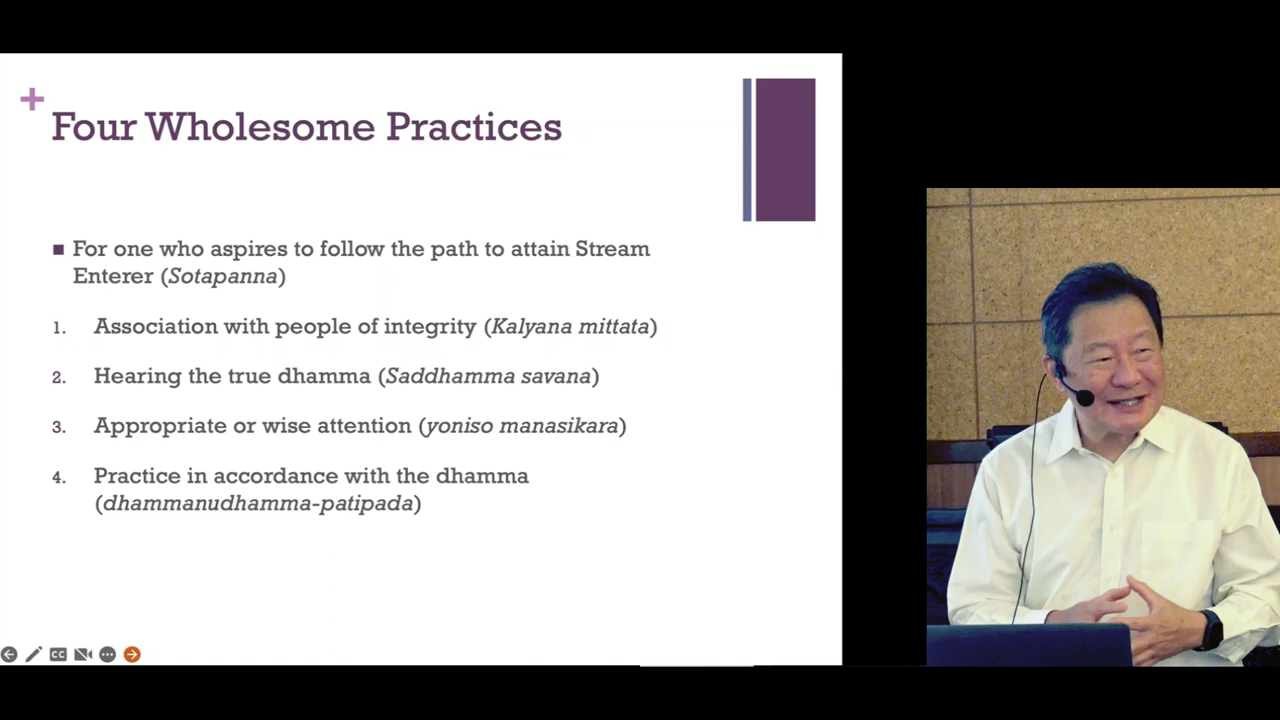 Four Wholesome Practices
For one who aspires to follow the path to attain Stream
Enterer (Sotapanna)
1. Association with people of integrity (Kalyana mittata)
2. Hearing the true dhamma (Saddhamma savana)
3. Appropriate or wise attention (yoniso manasikara)
4. Practice in accordance with the dhamma
(dhammanudhamma-patipada)
CC